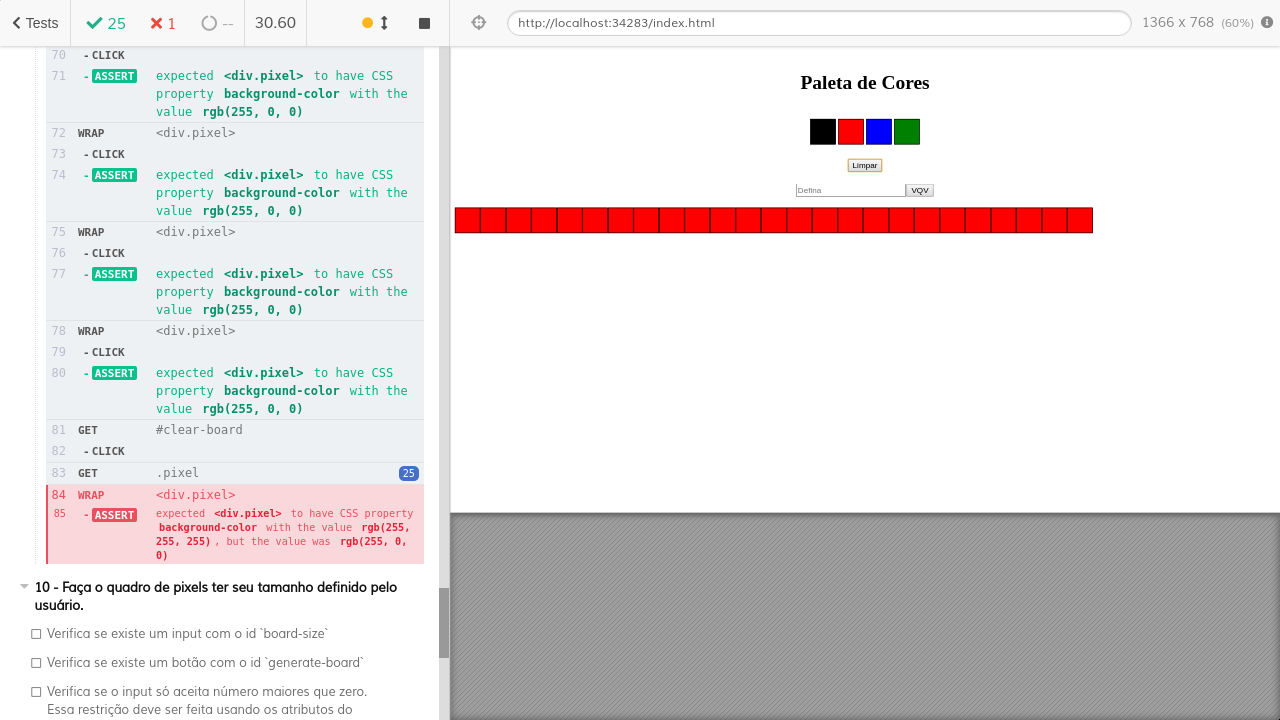 Tests
25
1
--
30.60
http://localhost:34283/index.html
1366 x 768 (60%)
70 - CLICK
71 - ASSERT expected <div.pixel> to have CSS
property background-color with the
value rgb(255, 0, 0)
72 WRAP <div.pixel>
73 - CLICK
74 - ASSERT expected <div.pixel> to have CSS
property background-color with the
value rgb(255, 0, 0)
75 WRAP <div.pixel>
76 - CLICK
77 - ASSERT expected <div.pixel> to have CSS
property background-color with the
value rgb(255, 0, 0)
78 WRAP <div.pixel>
79 - CLICK
80 - ASSERT expected <div.pixel> to have CSS
property background-color with the
value rgb(255, 0, 0)
81 GET #clear-board
82 - CLICK
83 GET .pixel 25
84 WRAP <div.pixel>
85 - ASSERT expected <div.pixel> to have CSS property
background-color with the value rgb(255,
255, 255) , but the value was rgb(255, 0,
0)
10 - Faça o quadro de pixels ter seu tamanho definido pelo
usuário.
Verifica se existe um input com o id `board-size`
Verifica se existe um botão com o id `generate-board`
Verifica se o input só aceita número maiores que zero.
Essa restrição deve ser feita usando os atributos do
Paleta de Cores
Limpar
Defina VQV